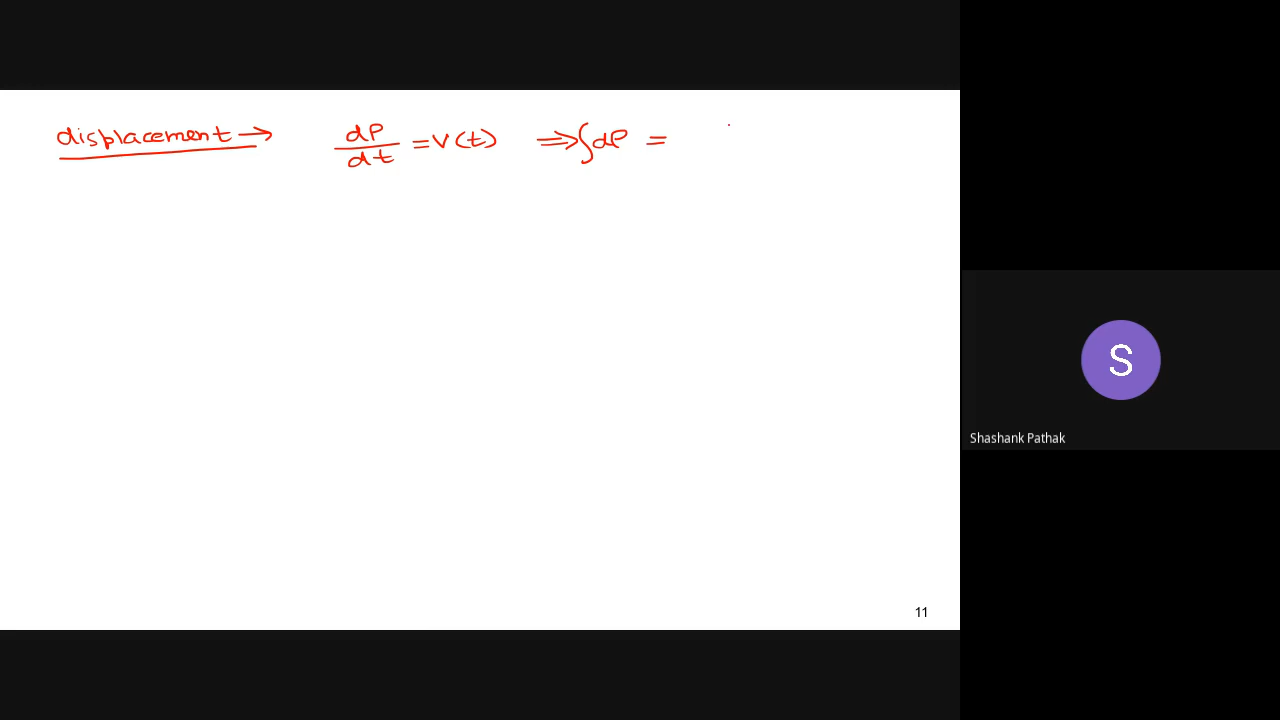 displacement → dP/dt = v(t) ⇒ ∫dP =
S
Shashank Pathak
11